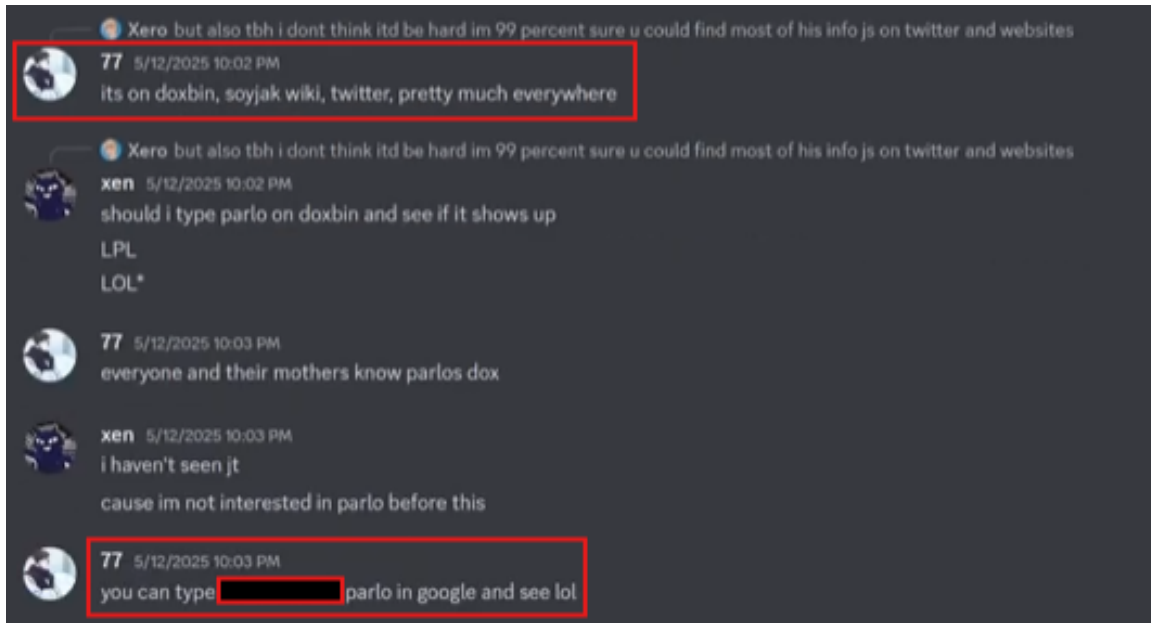 Xero but also tbh i dont think itd be hard im 99 percent sure u could find most of his info js on twitter and websites
77 5/12/2025 10:02 PM
its on doxbin, soyjak wiki, twitter, pretty much everywhere
Xero but also tbh i dont think itd be hard im 99 percent sure u could find most of his info js on twitter and websites
xen 5/12/2025 10:02 PM
should i type parlo on doxbin and see if it shows up
LPL
LOL*
77 5/12/2025 10:03 PM
everyone and their mothers know parlos dox
xen 5/12/2025 10:03 PM
i haven't seen jt
cause im not interested in parlo before this
77 5/12/2025 10:03 PM
you can type parlo in google and see lol